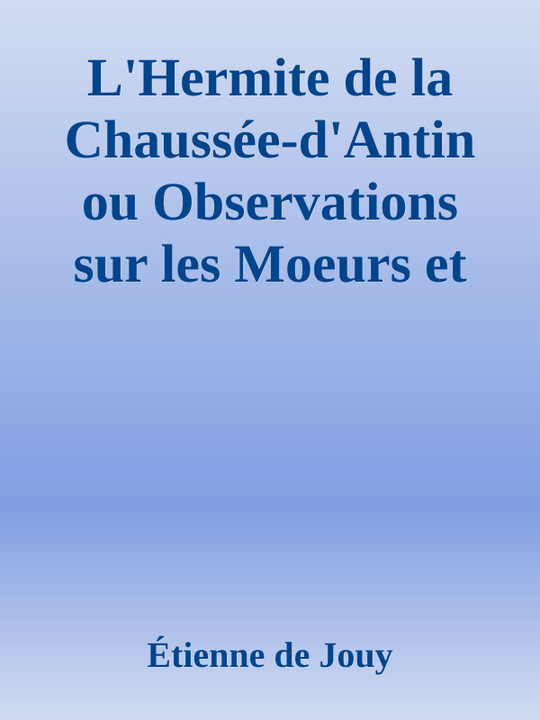 L'Hermite de la
Chaussée-d'Antin
ou Observations
sur les Moeurs et
Étienne de Jouy